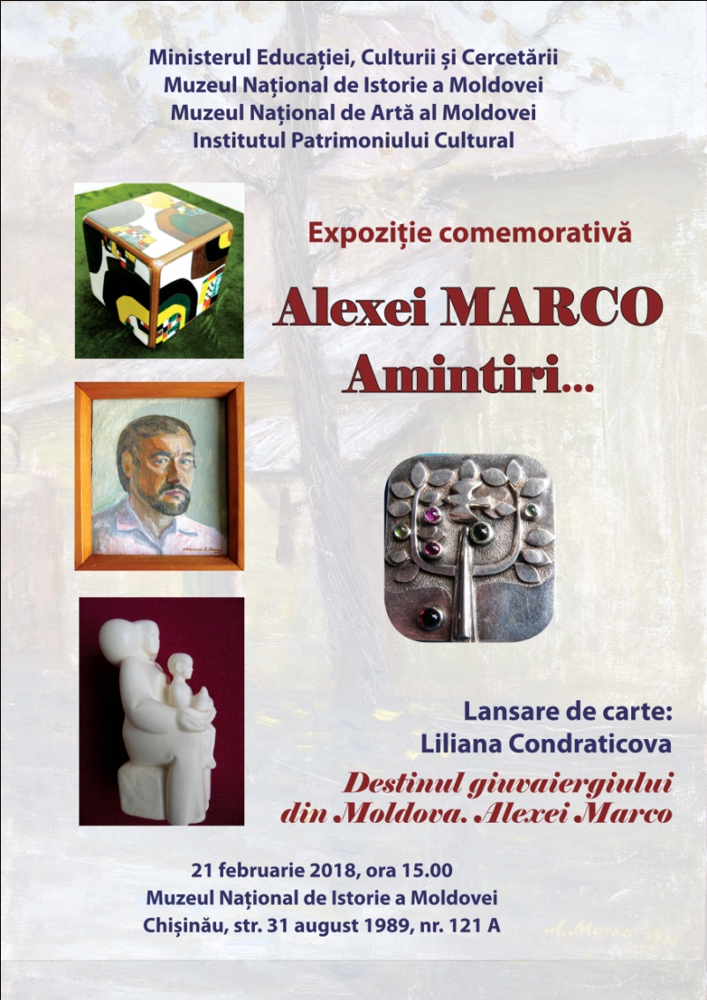 Ministerul Educației, Culturii și Cercetării
Muzeul Național de Istorie a Moldovei
Muzeul Național de Artă al Moldovei
Institutul Patrimoniului Cultural
Expoziție comemorativă
Alexei MARCO
Amintiri...
Lansare de carte:
Liliana Condraticova
Destinul giuvaiergiului
din Moldova. Alexei Marco
21 februarie 2018, ora 15.00
Muzeul Național de Istorie a Moldovei
Chișinău, str. 31 august 1989, nr. 121 A
Al. Marco